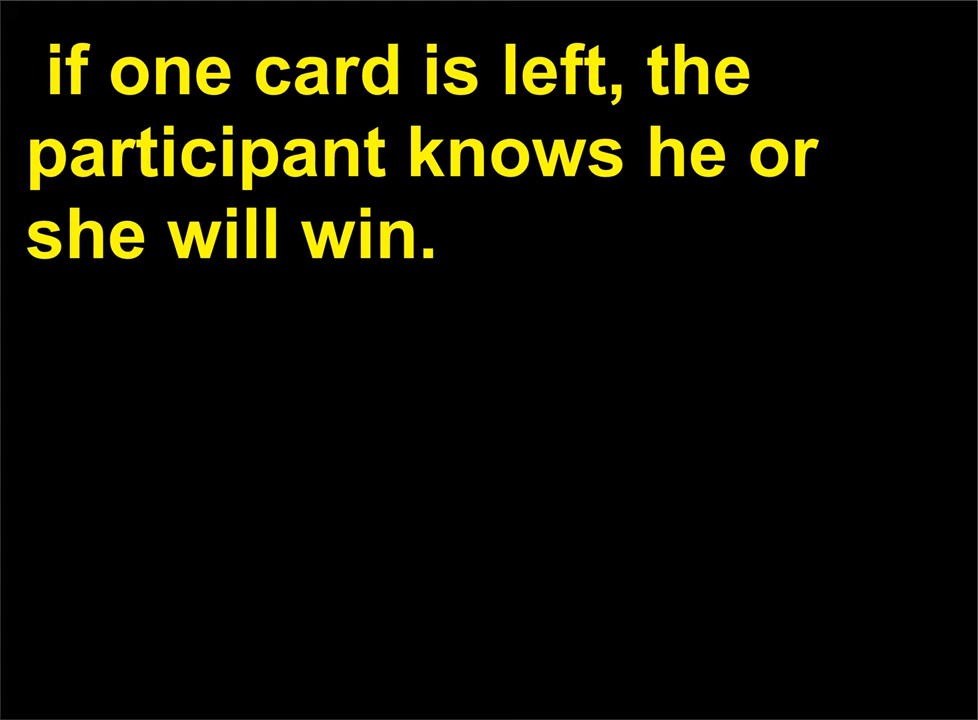 if one card is left, the
participant knows he or
she will win.